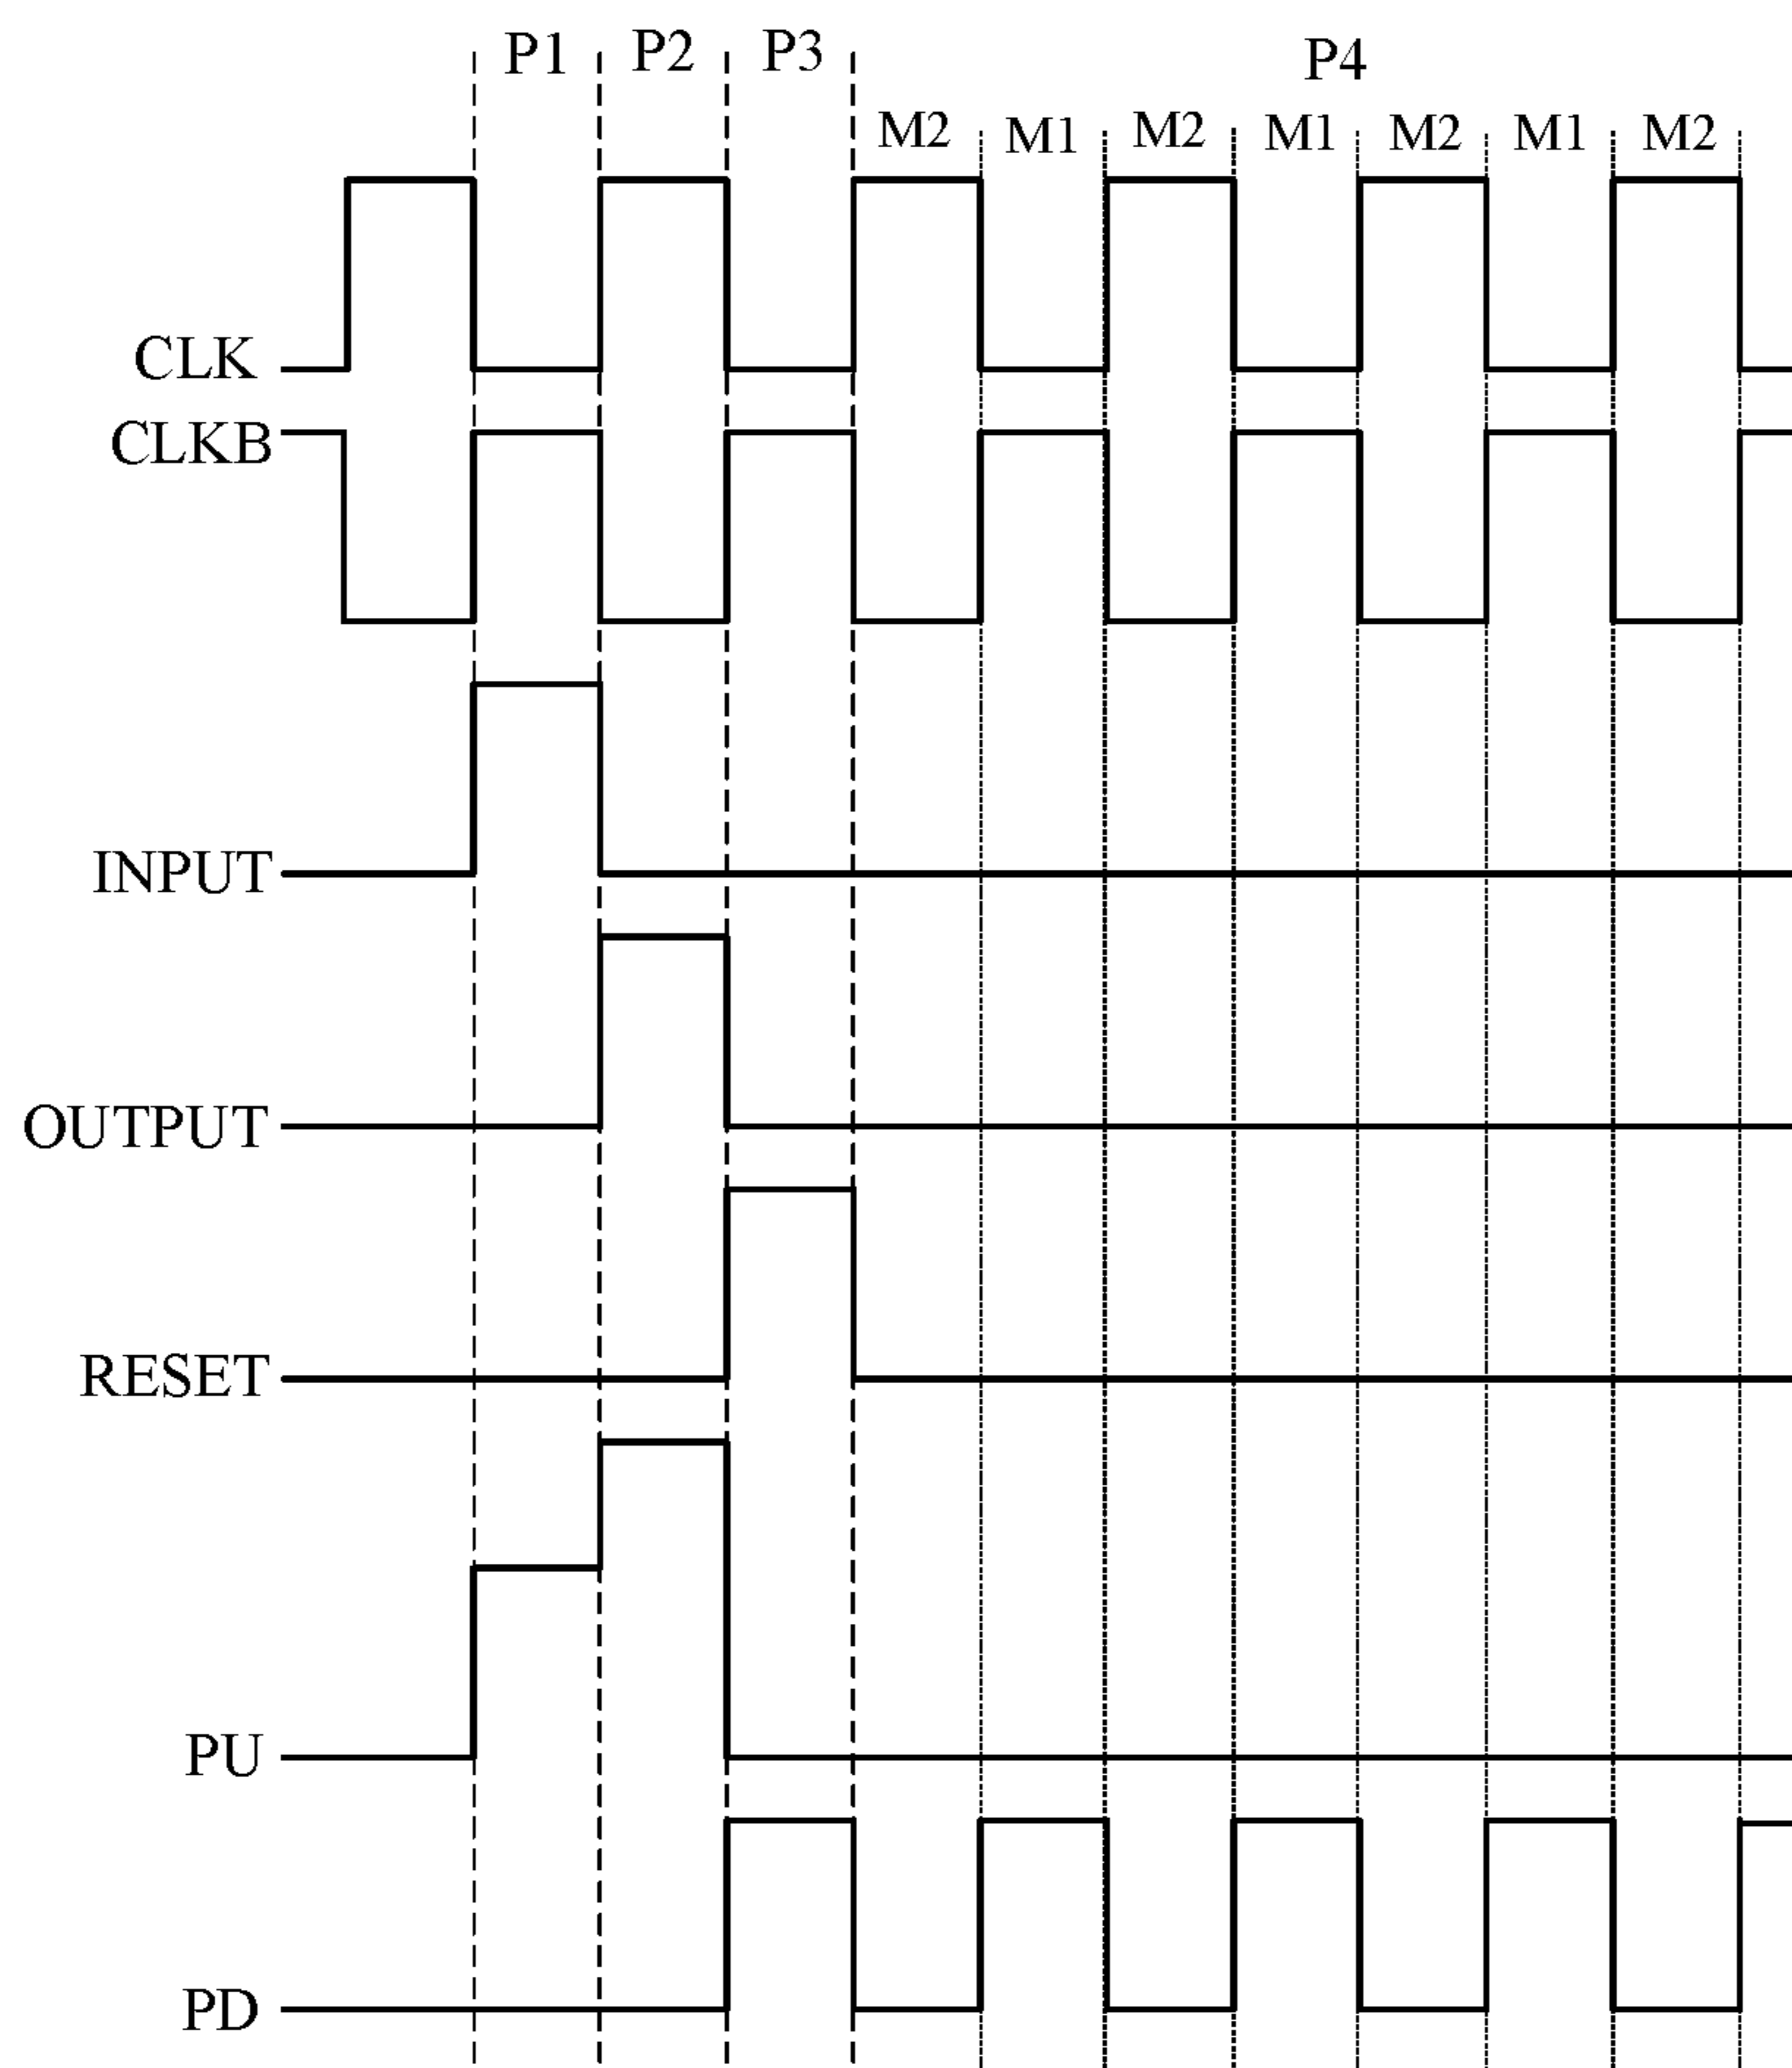 P1 P2 P3 P4
M2 M1 M2 M1 M2 M1 M2
CLK
CLKB
INPUT
OUTPUT
RESET
PU
PD